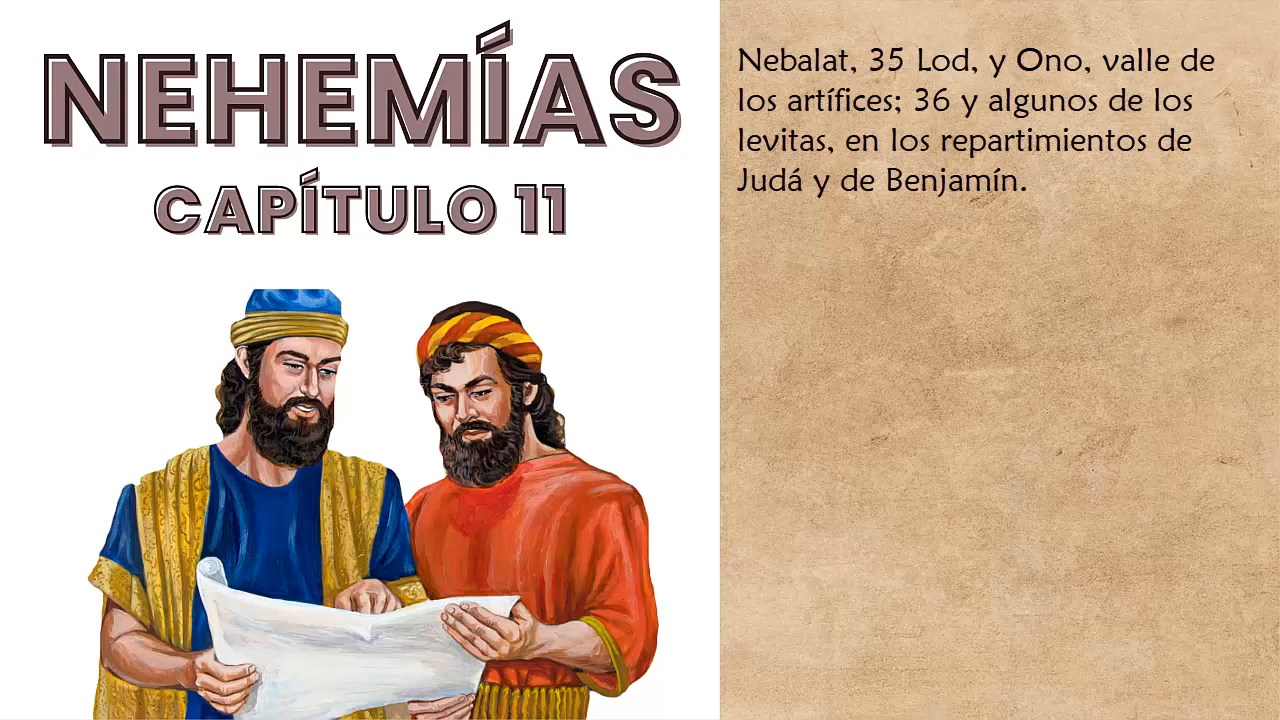 NEHEMÍAS
CAPÍTULO 11
Nebalat, 35 Lod, y Ono, valle de
los artífices; 36 y algunos de los
levitas, en los repartimientos de
Judá y de Benjamín.